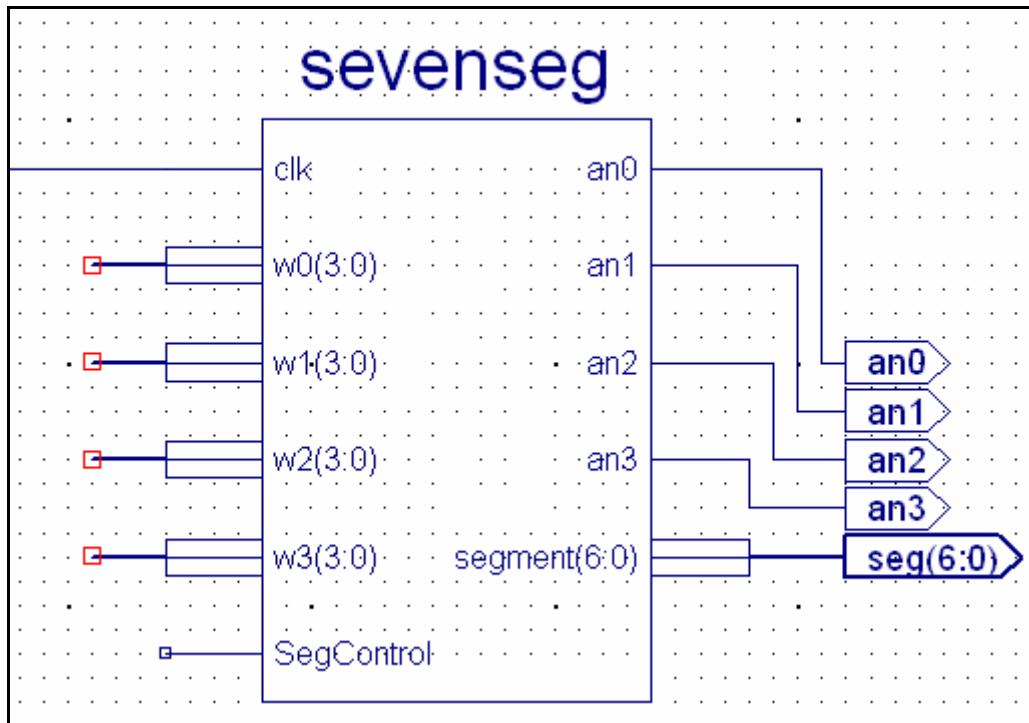 sevenseg
clk
an0
w0(3:0)
an1
w1(3:0)
an2
an0
an1
w2(3:0)
an3
an2
an3
w3(3:0)
segment(6:0)
seg(6:0)
SegControl